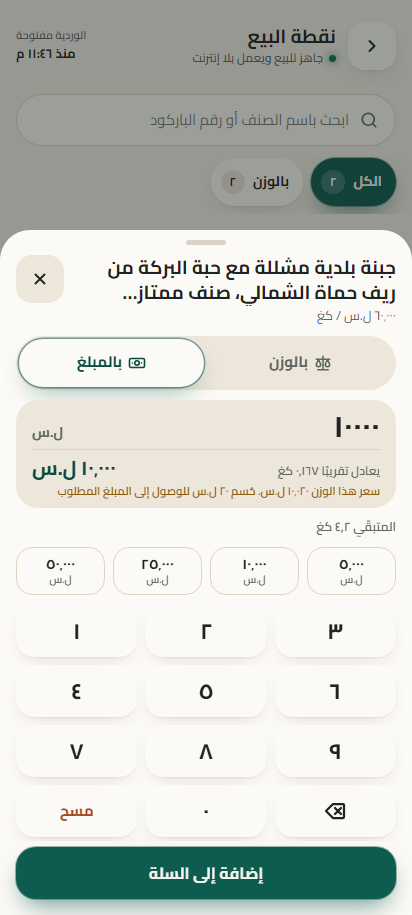 نقطة البيع
جاهز للبيع ويعمل بلا إنترنت
الوردية مفتوحة
منذ ١١:٤٦ م
ابحث باسم الصنف أو رقم الباركود
الكل ٢
بالوزن ٢
جبنة بلدية مشللة مع حبة البركة من
ريف حماة الشمالي، صنف ممتاز...
٦٠,٠٠٠ ل.س / كغ
بالوزن
بالمبلغ
١٠٠٠٠ ل.س
يعادل تقريبًا ٠,١٦٧ كغ ١٠,٠٠٠ ل.س
سعر هذا الوزن ١٠,٠٢٠ ل.س. حُسم ٢٠ ل.س للوصول إلى المبلغ المطلوب
المتبقّي ٤,٢ كغ
٥,٠٠٠ ل.س
١٠,٠٠٠ ل.س
٢٥,٠٠٠ ل.س
٥٠,٠٠٠ ل.س
١ ٢ ٣
٤ ٥ ٦
٧ ٨ ٩
مسح ٠
إضافة إلى السلة